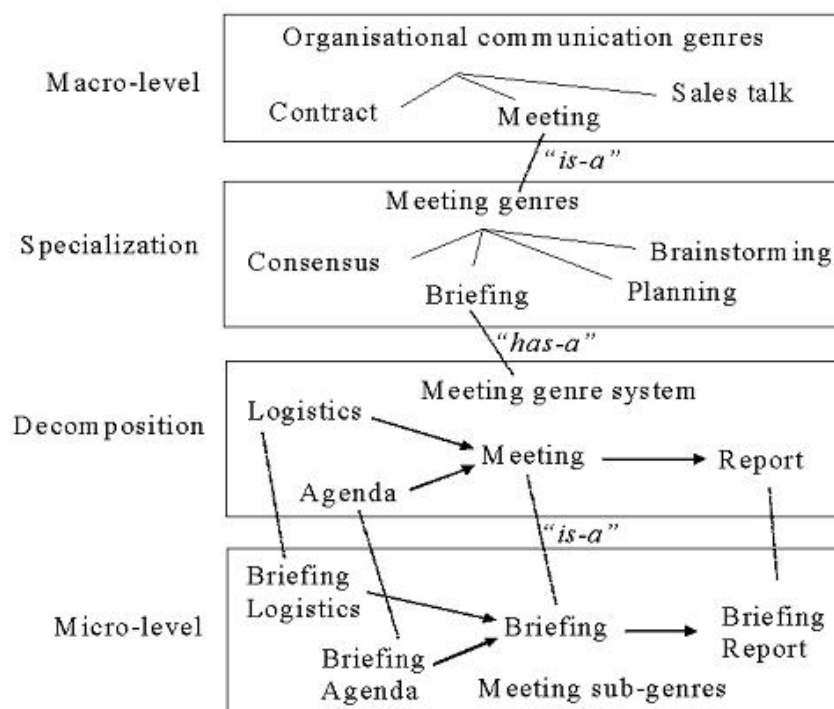 Organisational communication genres
Macro-level
Sales talk
Contract
Meeting
“is-a”
Meeting genres
Specialization
Consensus
Brainstorming
Briefing
Planning
“has-a”
Meeting genre system
Logistics
Decomposition
Meeting
Report
Agenda
“is-a”
Briefing
Logistics
Micro-level
Briefing
Briefing
Report
Briefing
Agenda
Meeting sub-genres